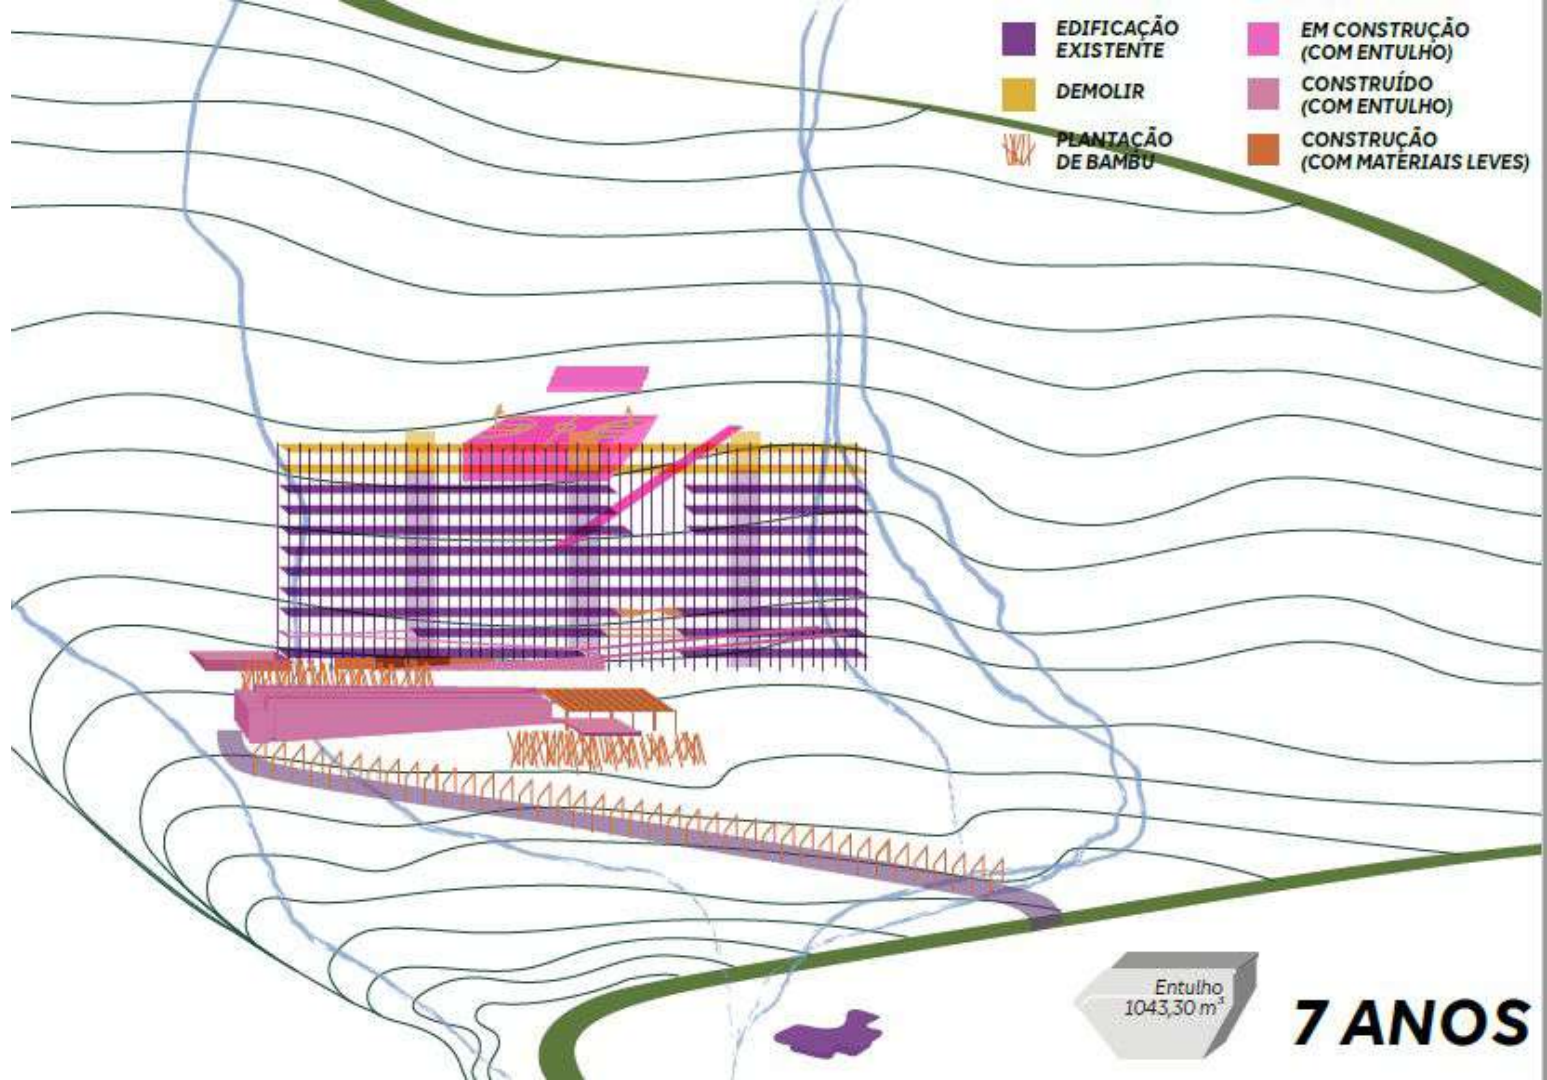 EDIFICAÇÃO
EXISTENTE
DEMOLIR
PLANTAÇÃO
DE BAMBU
EM CONSTRUÇÃO
(COM ENTULHO)
CONSTRUÍDO
(COM ENTULHO)
CONSTRUÇÃO
(COM MATERIAIS LEVES)
Entulho
1043,30 m³
7 ANOS